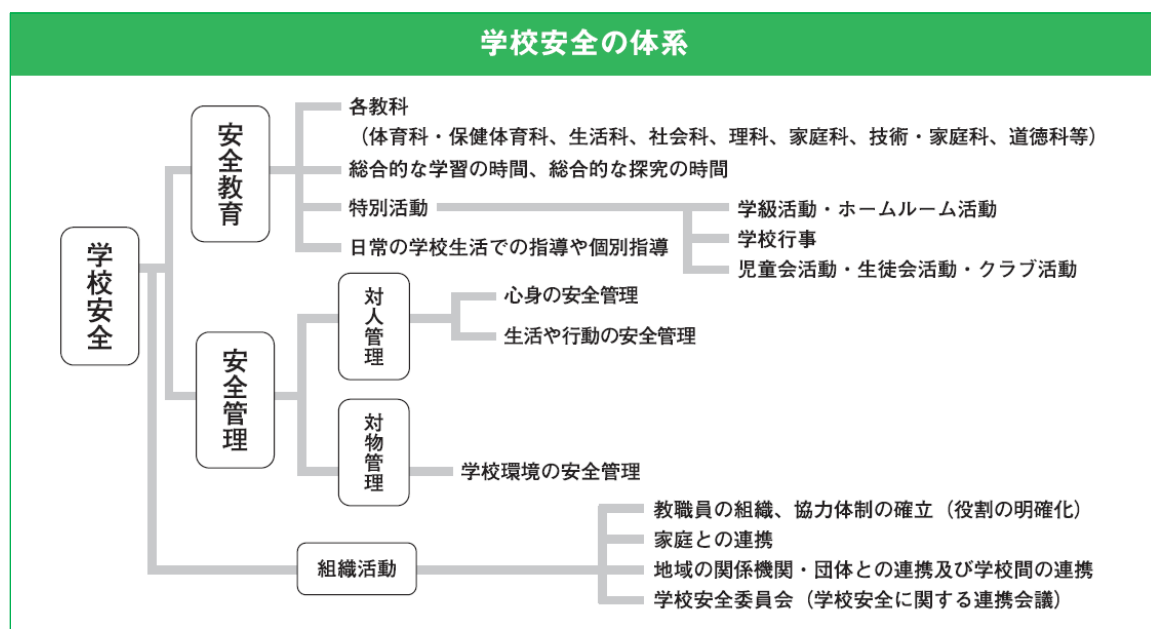 学校安全の体系
学校安全
安全教育
各教科
（体育科・保健体育科、生活科、社会科、理科、家庭科、技術・家庭科、道徳科等）
総合的な学習の時間、総合的な探究の時間
特別活動
学級活動・ホームルーム活動
学校行事
児童会活動・生徒会活動・クラブ活動
日常の学校生活での指導や個別指導
安全管理
対人管理
心身の安全管理
生活や行動の安全管理
対物管理
学校環境の安全管理
組織活動
教職員の組織、協力体制の確立（役割の明確化）
家庭との連携
地域の関係機関・団体との連携及び学校間の連携
学校安全委員会（学校安全に関する連携会議）